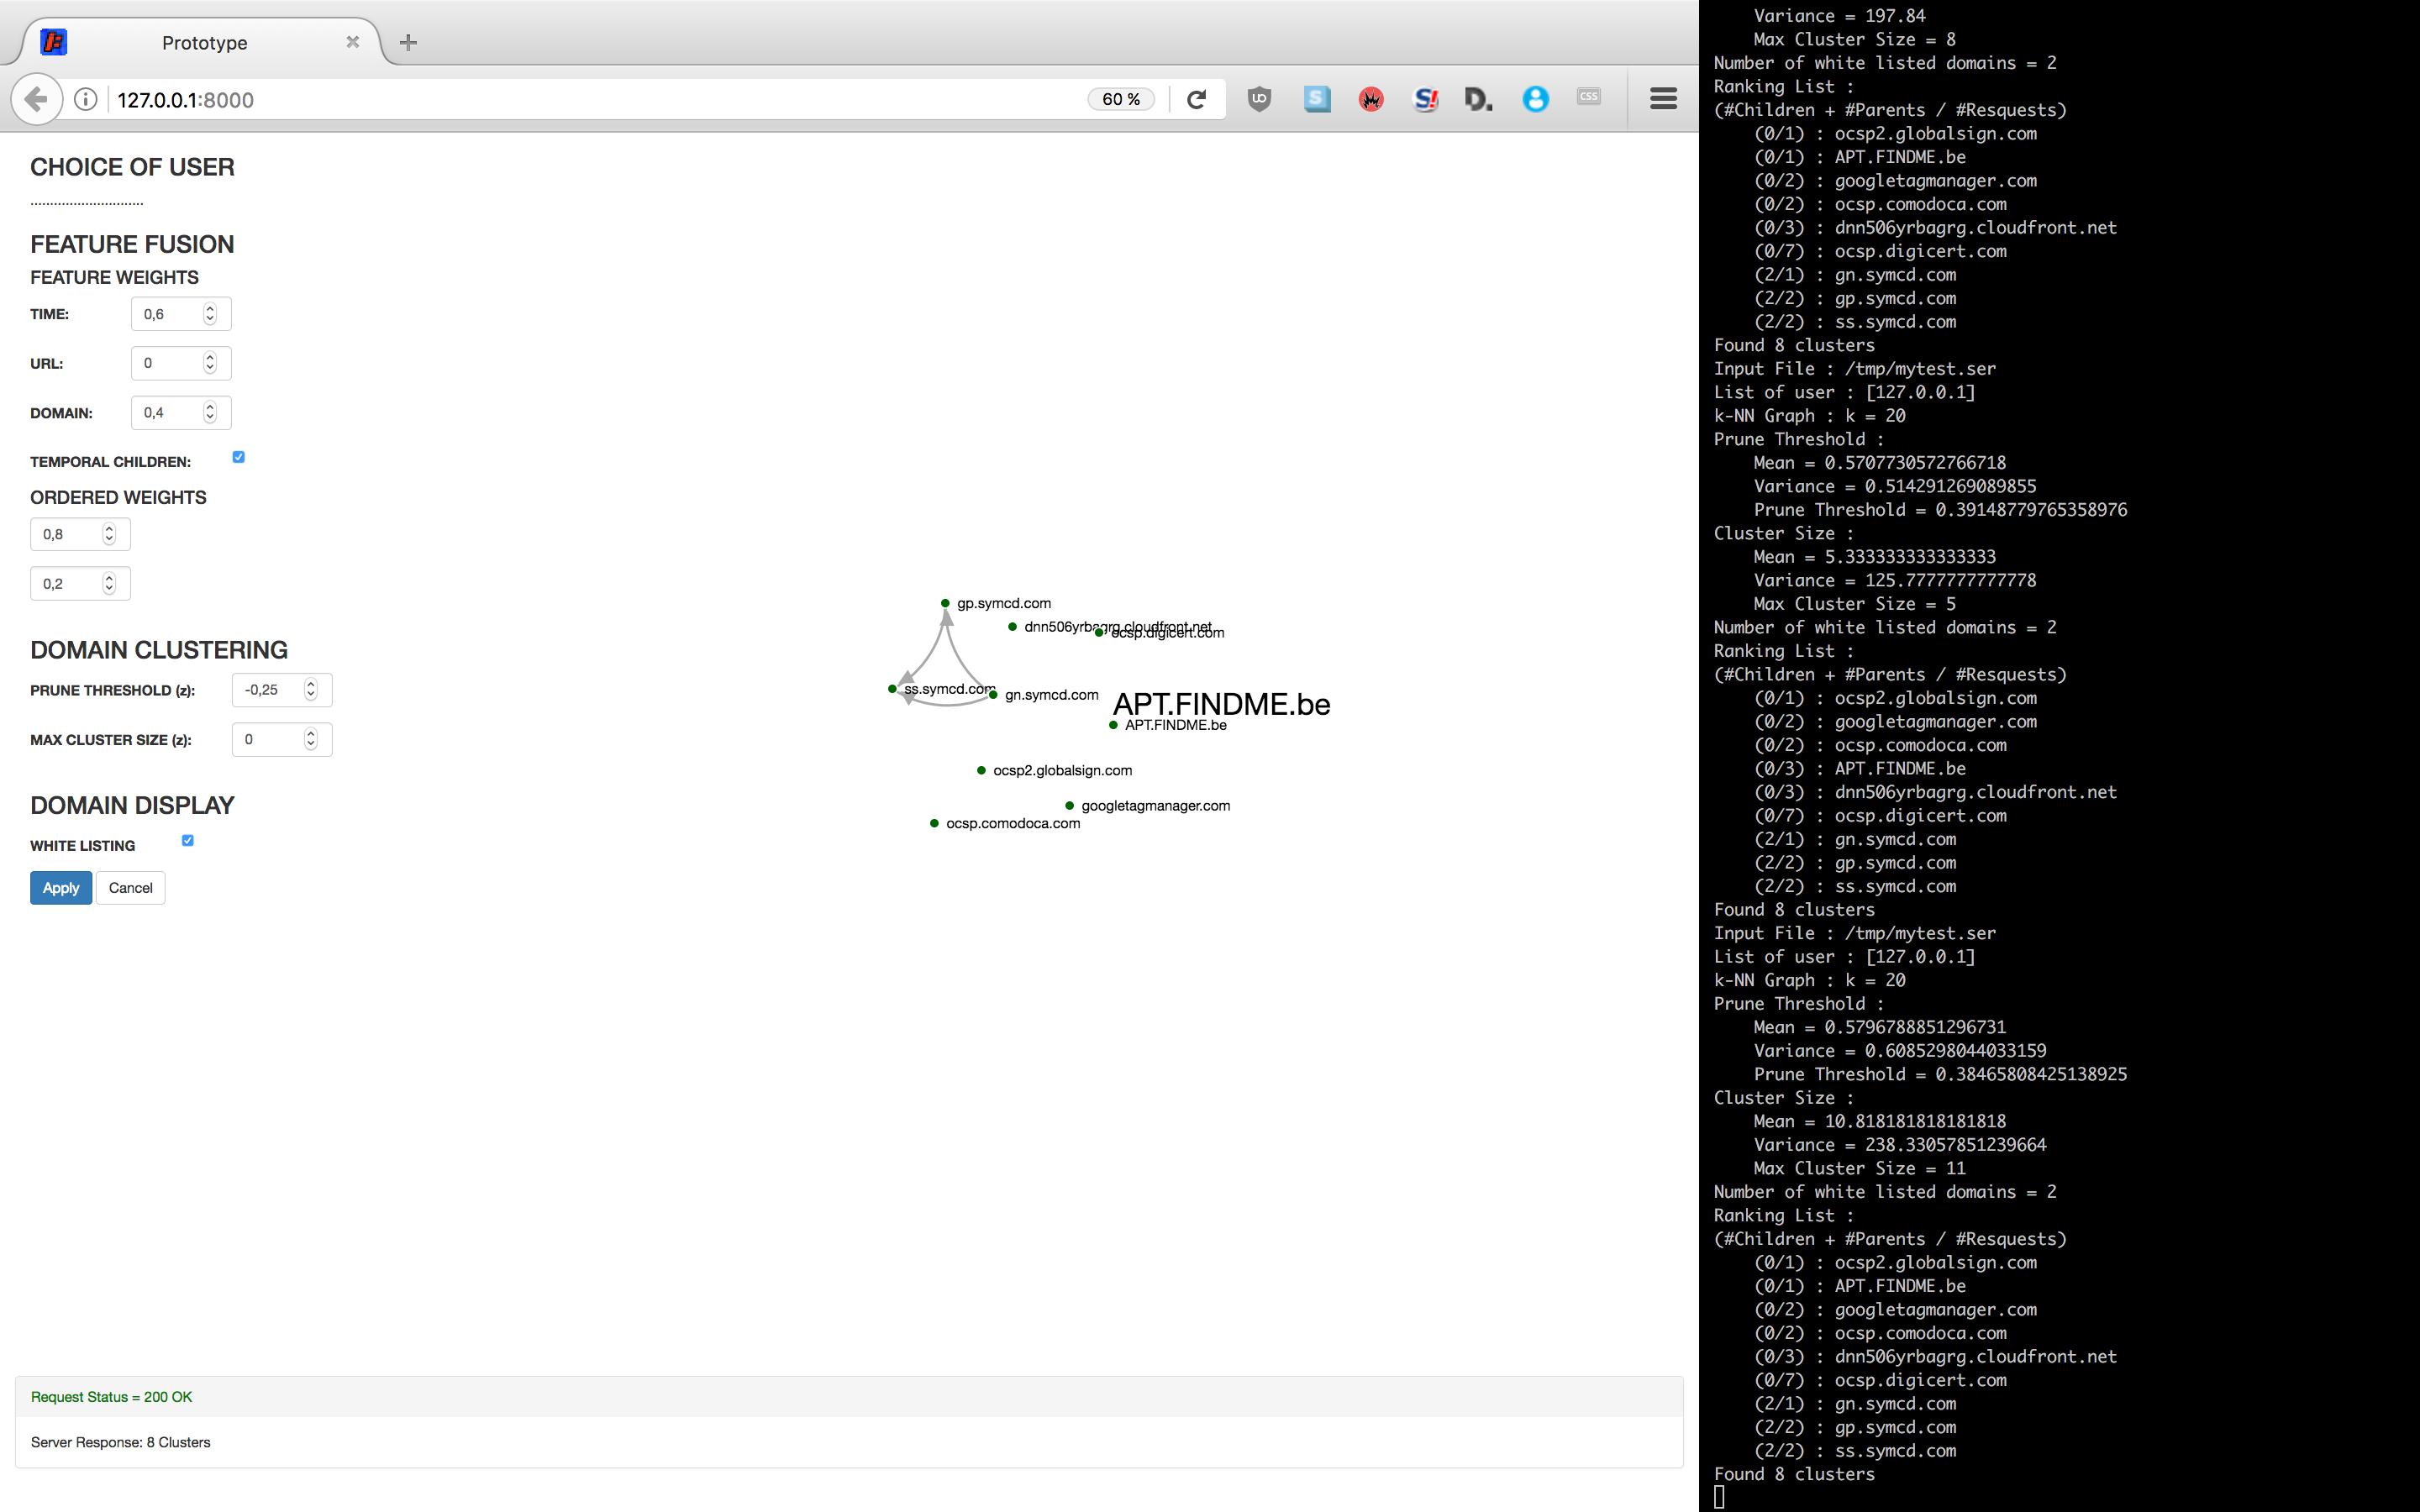 Prototype
127.0.0.1:8000
60 %
CSS
CHOICE OF USER
.............................
FEATURE FUSION
FEATURE WEIGHTS
TIME: 0,6
URL: 0
DOMAIN: 0,4
TEMPORAL CHILDREN:
ORDERED WEIGHTS
0,8
0,2
DOMAIN CLUSTERING
PRUNE THRESHOLD (z): -0,25
MAX CLUSTER SIZE (z): 0
DOMAIN DISPLAY
WHITE LISTING
Apply Cancel
gp.symcd.com
dnn506yrbagrg.cloudfront.net
ocsp.digicert.com
ss.symcd.com
gn.symcd.com
APT.FINDME.be
APT.FINDME.be
ocsp2.globalsign.com
googletagmanager.com
ocsp.comodoca.com
Request Status = 200 OK
Server Response: 8 Clusters
Variance = 197.84
Max Cluster Size = 8
Number of white listed domains = 2
Ranking List :
(#Children + #Parents / #Resquests)
(0/1) : ocsp2.globalsign.com
(0/1) : APT.FINDME.be
(0/2) : googletagmanager.com
(0/2) : ocsp.comodoca.com
(0/3) : dnn506yrbagrg.cloudfront.net
(0/7) : ocsp.digicert.com
(2/1) : gn.symcd.com
(2/2) : gp.symcd.com
(2/2) : ss.symcd.com
Found 8 clusters
Input File : /tmp/mytest.ser
List of user : [127.0.0.1]
k-NN Graph : k = 20
Prune Threshold :
Mean = 0.5707730572766718
Variance = 0.514291269089855
Prune Threshold = 0.39148779765358976
Cluster Size :
Mean = 5.333333333333333
Variance = 125.7777777777778
Max Cluster Size = 5
Number of white listed domains = 2
Ranking List :
(#Children + #Parents / #Resquests)
(0/1) : ocsp2.globalsign.com
(0/2) : googletagmanager.com
(0/2) : ocsp.comodoca.com
(0/3) : APT.FINDME.be
(0/3) : dnn506yrbagrg.cloudfront.net
(0/7) : ocsp.digicert.com
(2/1) : gn.symcd.com
(2/2) : gp.symcd.com
(2/2) : ss.symcd.com
Found 8 clusters
Input File : /tmp/mytest.ser
List of user : [127.0.0.1]
k-NN Graph : k = 20
Prune Threshold :
Mean = 0.5796788851296731
Variance = 0.6085298044033159
Prune Threshold = 0.38465808425138925
Cluster Size :
Mean = 10.818181818181818
Variance = 238.33057851239664
Max Cluster Size = 11
Number of white listed domains = 2
Ranking List :
(#Children + #Parents / #Resquests)
(0/1) : ocsp2.globalsign.com
(0/1) : APT.FINDME.be
(0/2) : googletagmanager.com
(0/2) : ocsp.comodoca.com
(0/3) : dnn506yrbagrg.cloudfront.net
(0/7) : ocsp.digicert.com
(2/1) : gn.symcd.com
(2/2) : gp.symcd.com
(2/2) : ss.symcd.com
Found 8 clusters